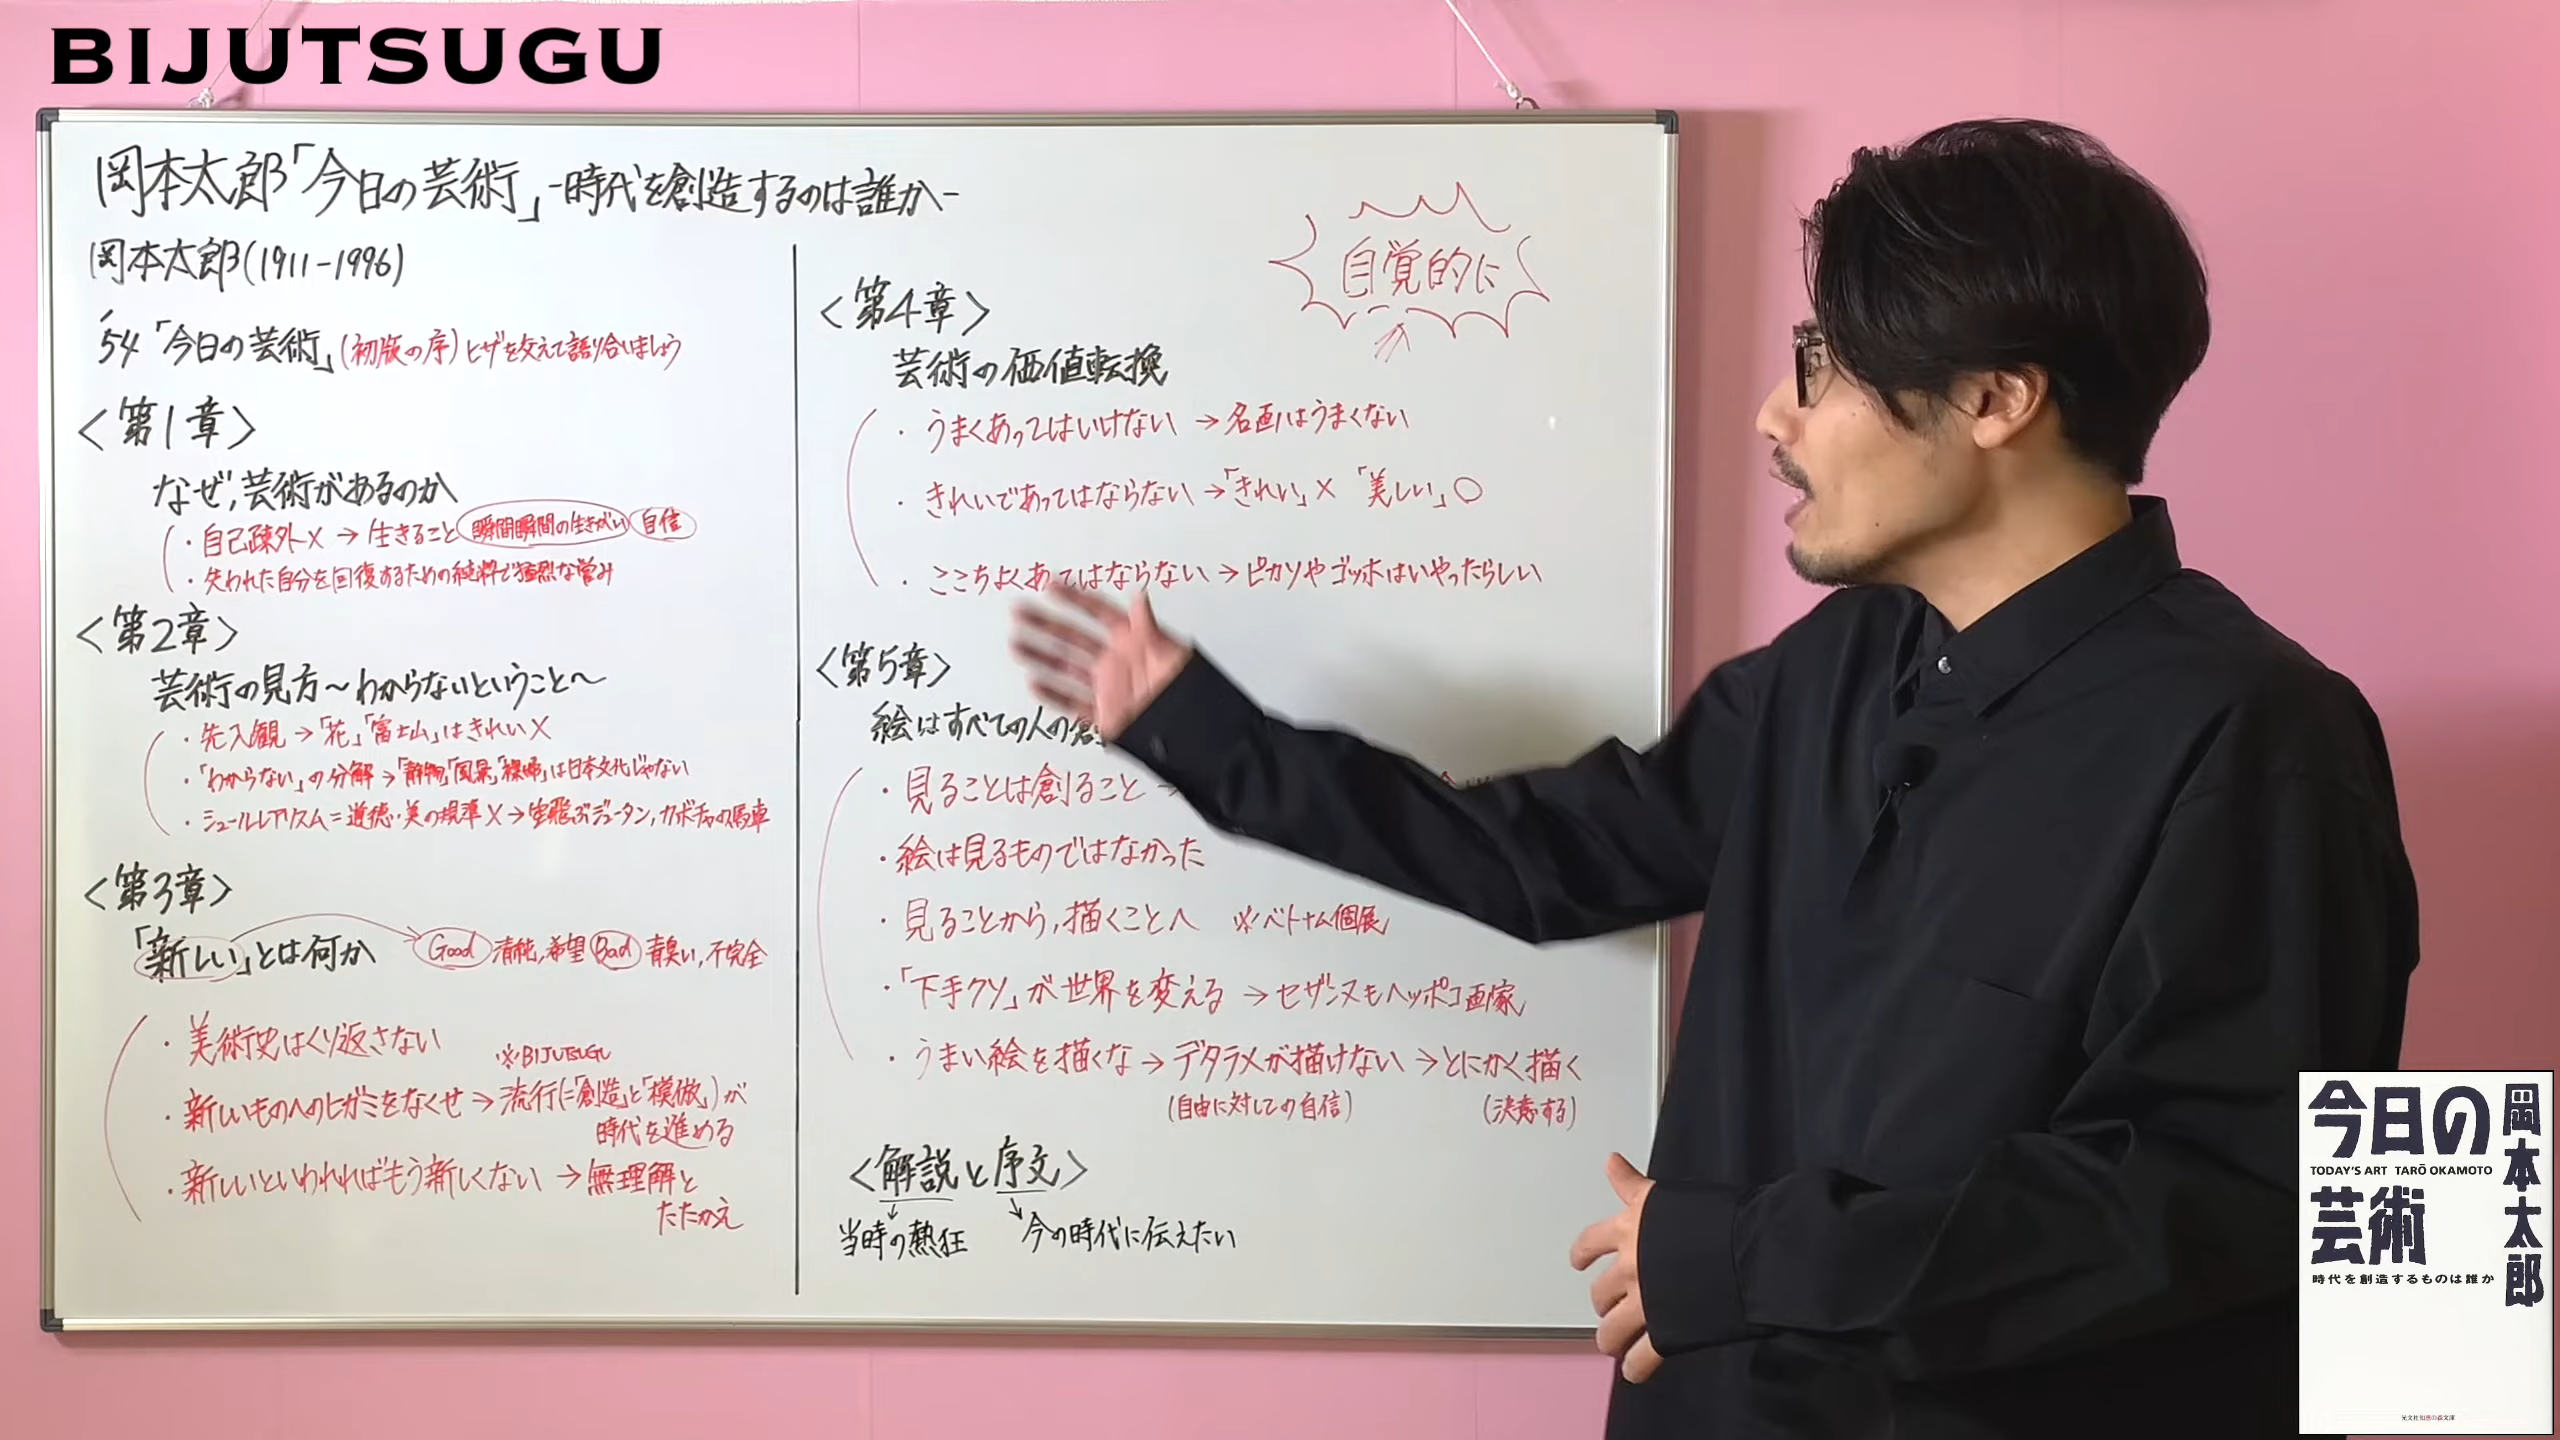 BIJUTSUGU
岡本太郎「今日の芸術」-時代を創造するのは誰か-
岡本太郎(1911-1996)
'54「今日の芸術」(初版の序)ヒザを交えて語り合いましょう
〈第1章〉
なぜ,芸術があるのか
・自己疎外×→生きること 瞬間瞬間の生きがい 自信
・失われた自分を回復するための純粋で猛烈な営み
〈第2章〉
芸術の見方〜わからないということ〜
・先入観→「花」「富士山」はきれい×
・「わからない」の分解→「静物」「風景」「裸婦」は日本文化じゃない
・シュールレアリスム=道徳・美の規準×→空飛ぶジュータン,カボチャの馬車
〈第3章〉
「新しい」とは何か Good 清純,希望 Bad 青臭い,不完全
・美術史はくり返さない
※BIJUTSUGU
・新しいものへのヒガミをなくせ→流行(=「創造」と「模倣」)が
時代を進める
・新しいといわれればもう新しくない→無理解と
たたかえ
自覚的に
〈第4章〉
芸術の価値転換
・うまくあってはいけない→名画はうまくない
・きれいであってはならない→「きれい」×「美しい」○
・ここちよくあってはならない→ピカソやゴッホはいやったらしい
〈第5章〉
絵はすべての人の創
・見ることは創ること→
・絵は見るものではなかった
・見ることから,描くことへ ※ベトナム個展
・「下手クソ」が世界を変える→セザンヌもヘッポコ画家
・うまい絵を描くな→デタラメが描けない→とにかく描く
(自由に対しての自信) (決意する)
〈解説と序文〉
当時の熱狂 今の時代に伝えたい
今日の芸術
TODAY'S ART TARŌ OKAMOTO
岡本太郎
時代を創造するものは誰か
光文社知恵の森文庫